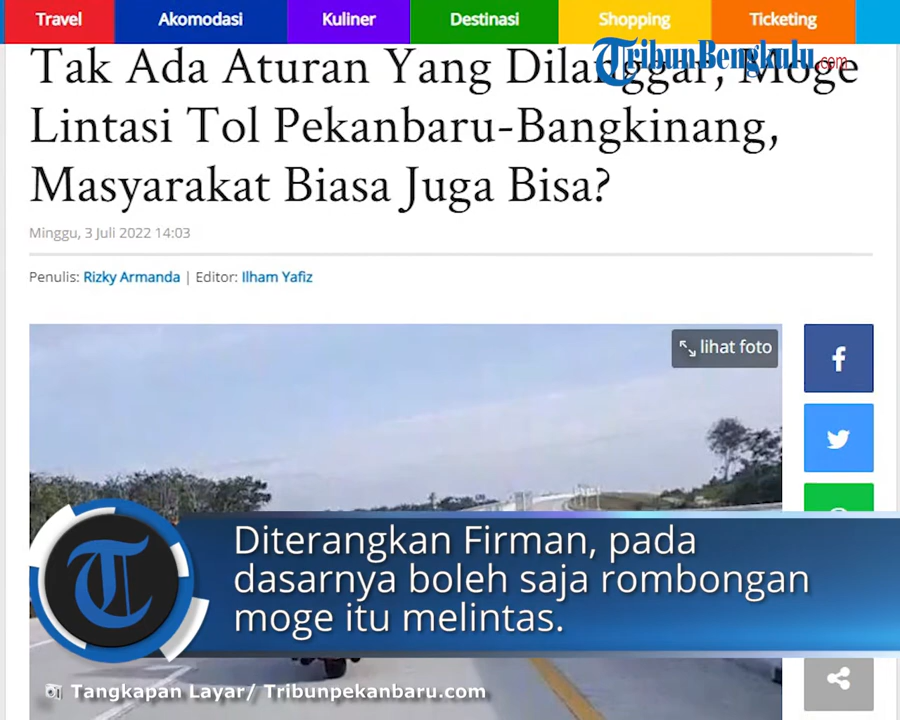 Travel Akomodasi Kuliner Destinasi Shopping Ticketing
TribunBengkulu.com
Tak Ada Aturan Yang Dilanggar, Moge
Lintasi Tol Pekanbaru-Bangkinang,
Masyarakat Biasa Juga Bisa?
Minggu, 3 Juli 2022 14:03
Penulis: Rizky Armanda | Editor: Ilham Yafiz
lihat foto
Diterangkan Firman, pada
dasarnya boleh saja rombongan
moge itu melintas.
Tangkapan Layar/ Tribunpekanbaru.com